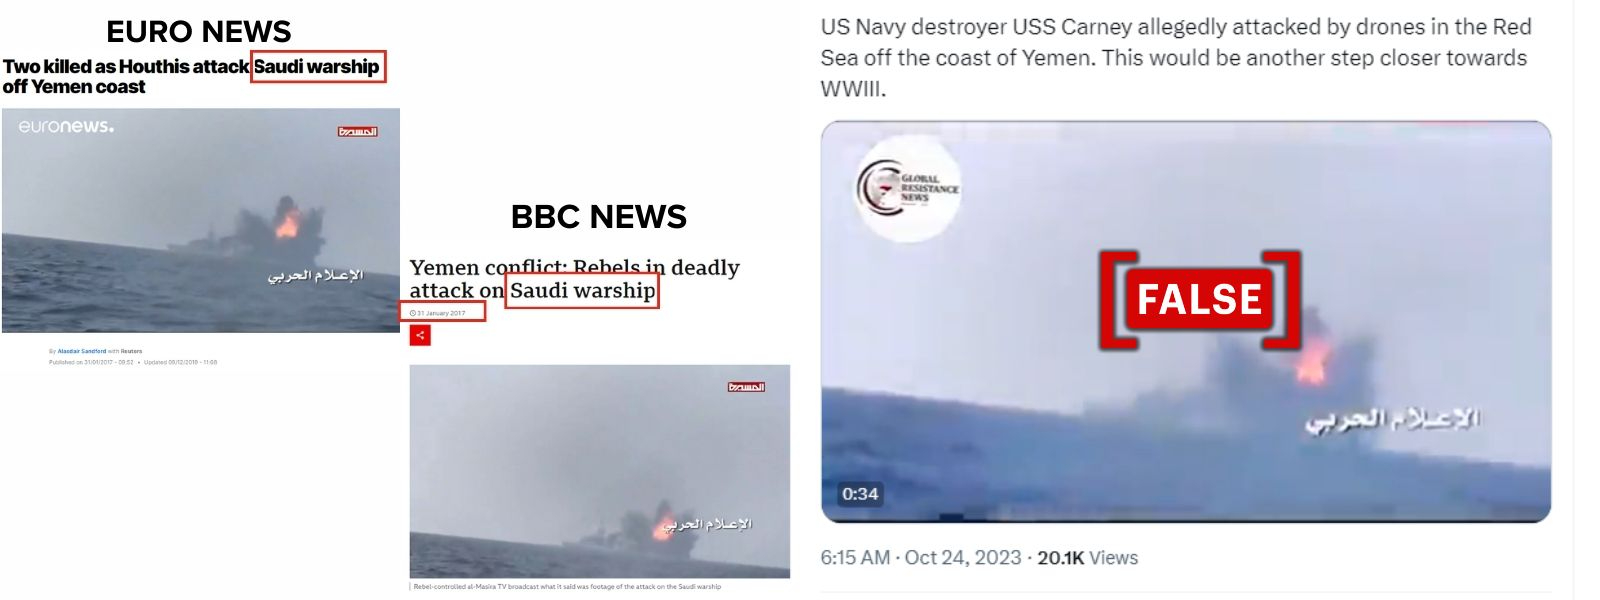 EURO NEWS
Two killed as Houthis attack Saudi warship
off Yemen coast
euronews.
المسيرة
الإعلام الحربي
By Alasdair Sandford with Reuters
Published on 31/01/2017 - 09:52 • Updated 09/12/2019 - 11:08
BBC NEWS
Yemen conflict: Rebels in deadly
attack on Saudi warship
31 January 2017
المسيرة
الإعلام الحربي
Rebel-controlled al-Masira TV broadcast what it said was footage of the attack on the Saudi warship
US Navy destroyer USS Carney allegedly attacked by drones in the Red
Sea off the coast of Yemen. This would be another step closer towards
WWIII.
GLOBAL
RESISTANCE
NEWS
FALSE
الإعلام الحربي
0:34
6:15 AM · Oct 24, 2023 · 20.1K Views